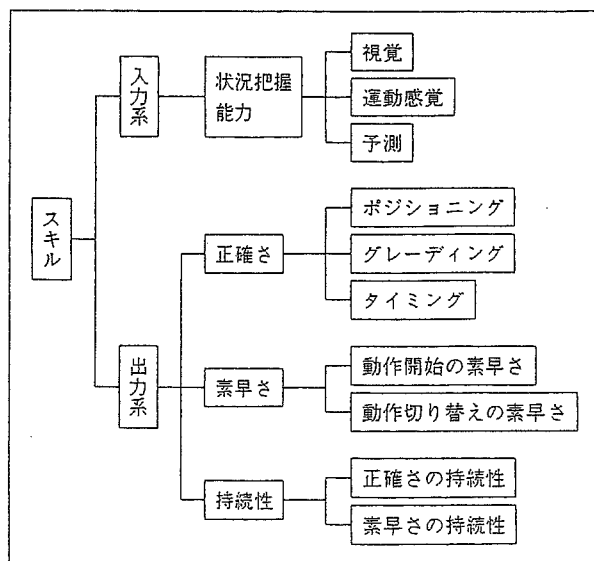 スキル
入力系
状況把握
能力
視覚
運動感覚
予測
出力系
正確さ
ポジショニング
グレーディング
タイミング
素早さ
動作開始の素早さ
動作切り替えの素早さ
持続性
正確さの持続性
素早さの持続性